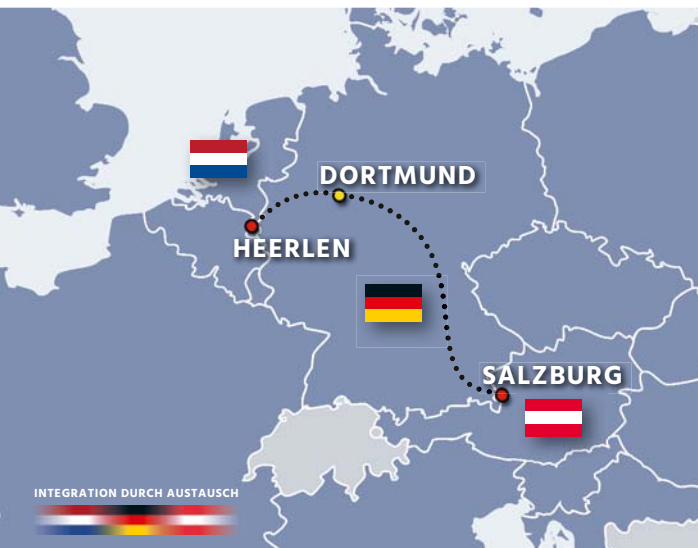 DORTMUND
HEERLEN
SALZBURG
INTEGRATION DURCH AUSTAUSCH